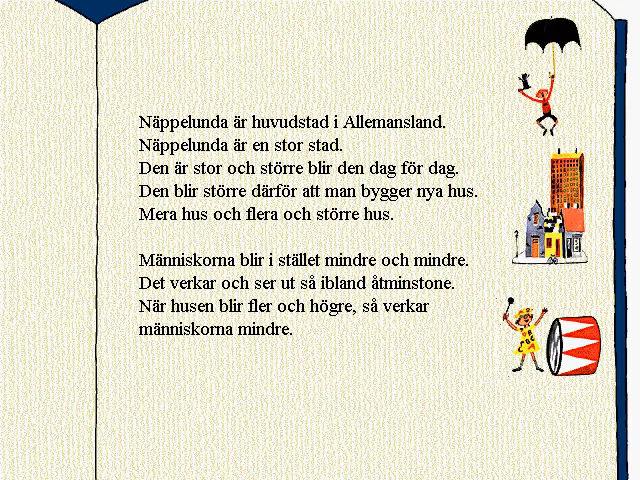 Näppelunda är huvudstad i Allemansland.
Näppelunda är en stor stad.
Den är stor och större blir den dag för dag.
Den blir större därför att man bygger nya hus.
Mera hus och flera och större hus.
Människorna blir i stället mindre och mindre.
Det verkar och ser ut så ibland åtminstone.
När husen blir fler och högre, så verkar
människorna mindre.